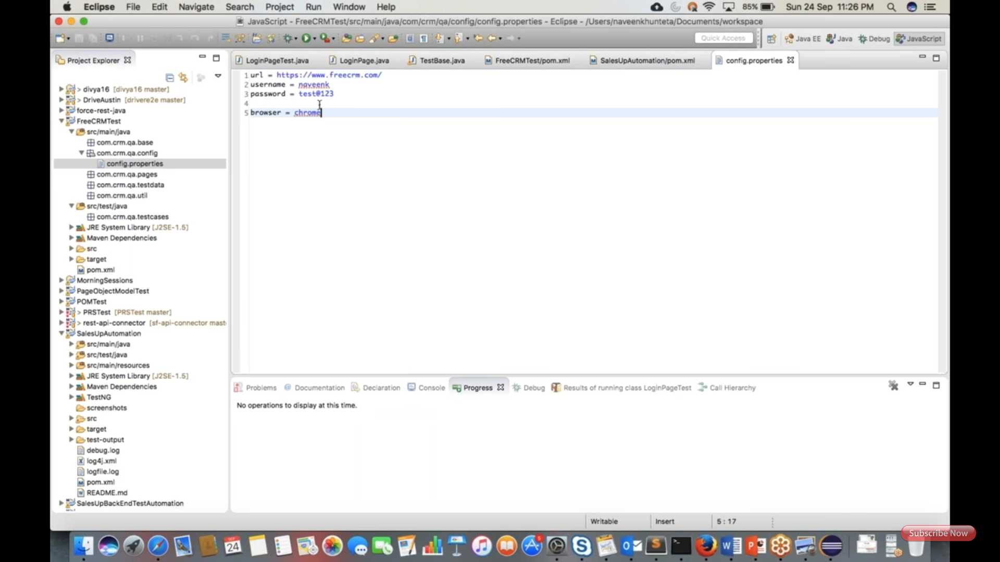 Eclipse File Edit Navigate Search Project Run Window Help 85% Sun 24 Sep 11:26 PM
JavaScript - FreeCRMTest/src/main/java/com/crm/qa/config/config.properties - Eclipse - /Users/naveenkhunteta/Documents/workspace
Quick Access Java EE Java Debug JavaScript
Project Explorer
LoginPageTest.java LoginPage.java TestBase.java FreeCRMTest/pom.xml SalesUpAutomation/pom.xml config.properties
1 url = https://www.freecrm.com/
2 username = naveenk
3 password = test@123
4
5 browser = chrome
> divya16 [divya16 master]
> DriveAustin [drivere2e master]
force-rest-java
FreeCRMTest
src/main/java
com.crm.qa.base
com.crm.qa.config
config.properties
com.crm.qa.pages
com.crm.qa.testdata
com.crm.qa.util
src/test/java
com.crm.qa.testcases
JRE System Library [J2SE-1.5]
Maven Dependencies
src
target
pom.xml
MorningSessions
PageObjectModelTest
POMTest
> PRSTest [PRSTest master]
> rest-api-connector [sf-api-connector mast
SalesUpAutomation
src/main/java
src/test/java
src/main/resources
JRE System Library [J2SE-1.5]
Maven Dependencies
TestNG
screenshots
src
target
test-output
debug.log
log4j.xml
logfile.log
pom.xml
README.md
SalesUpBackEndTestAutomation
Problems Documentation Declaration Console Progress Debug Results of running class LoginPageTest Call Hierarchy
No operations to display at this time.
Writable Insert 5 : 17
Subscribe Now
SEP
24